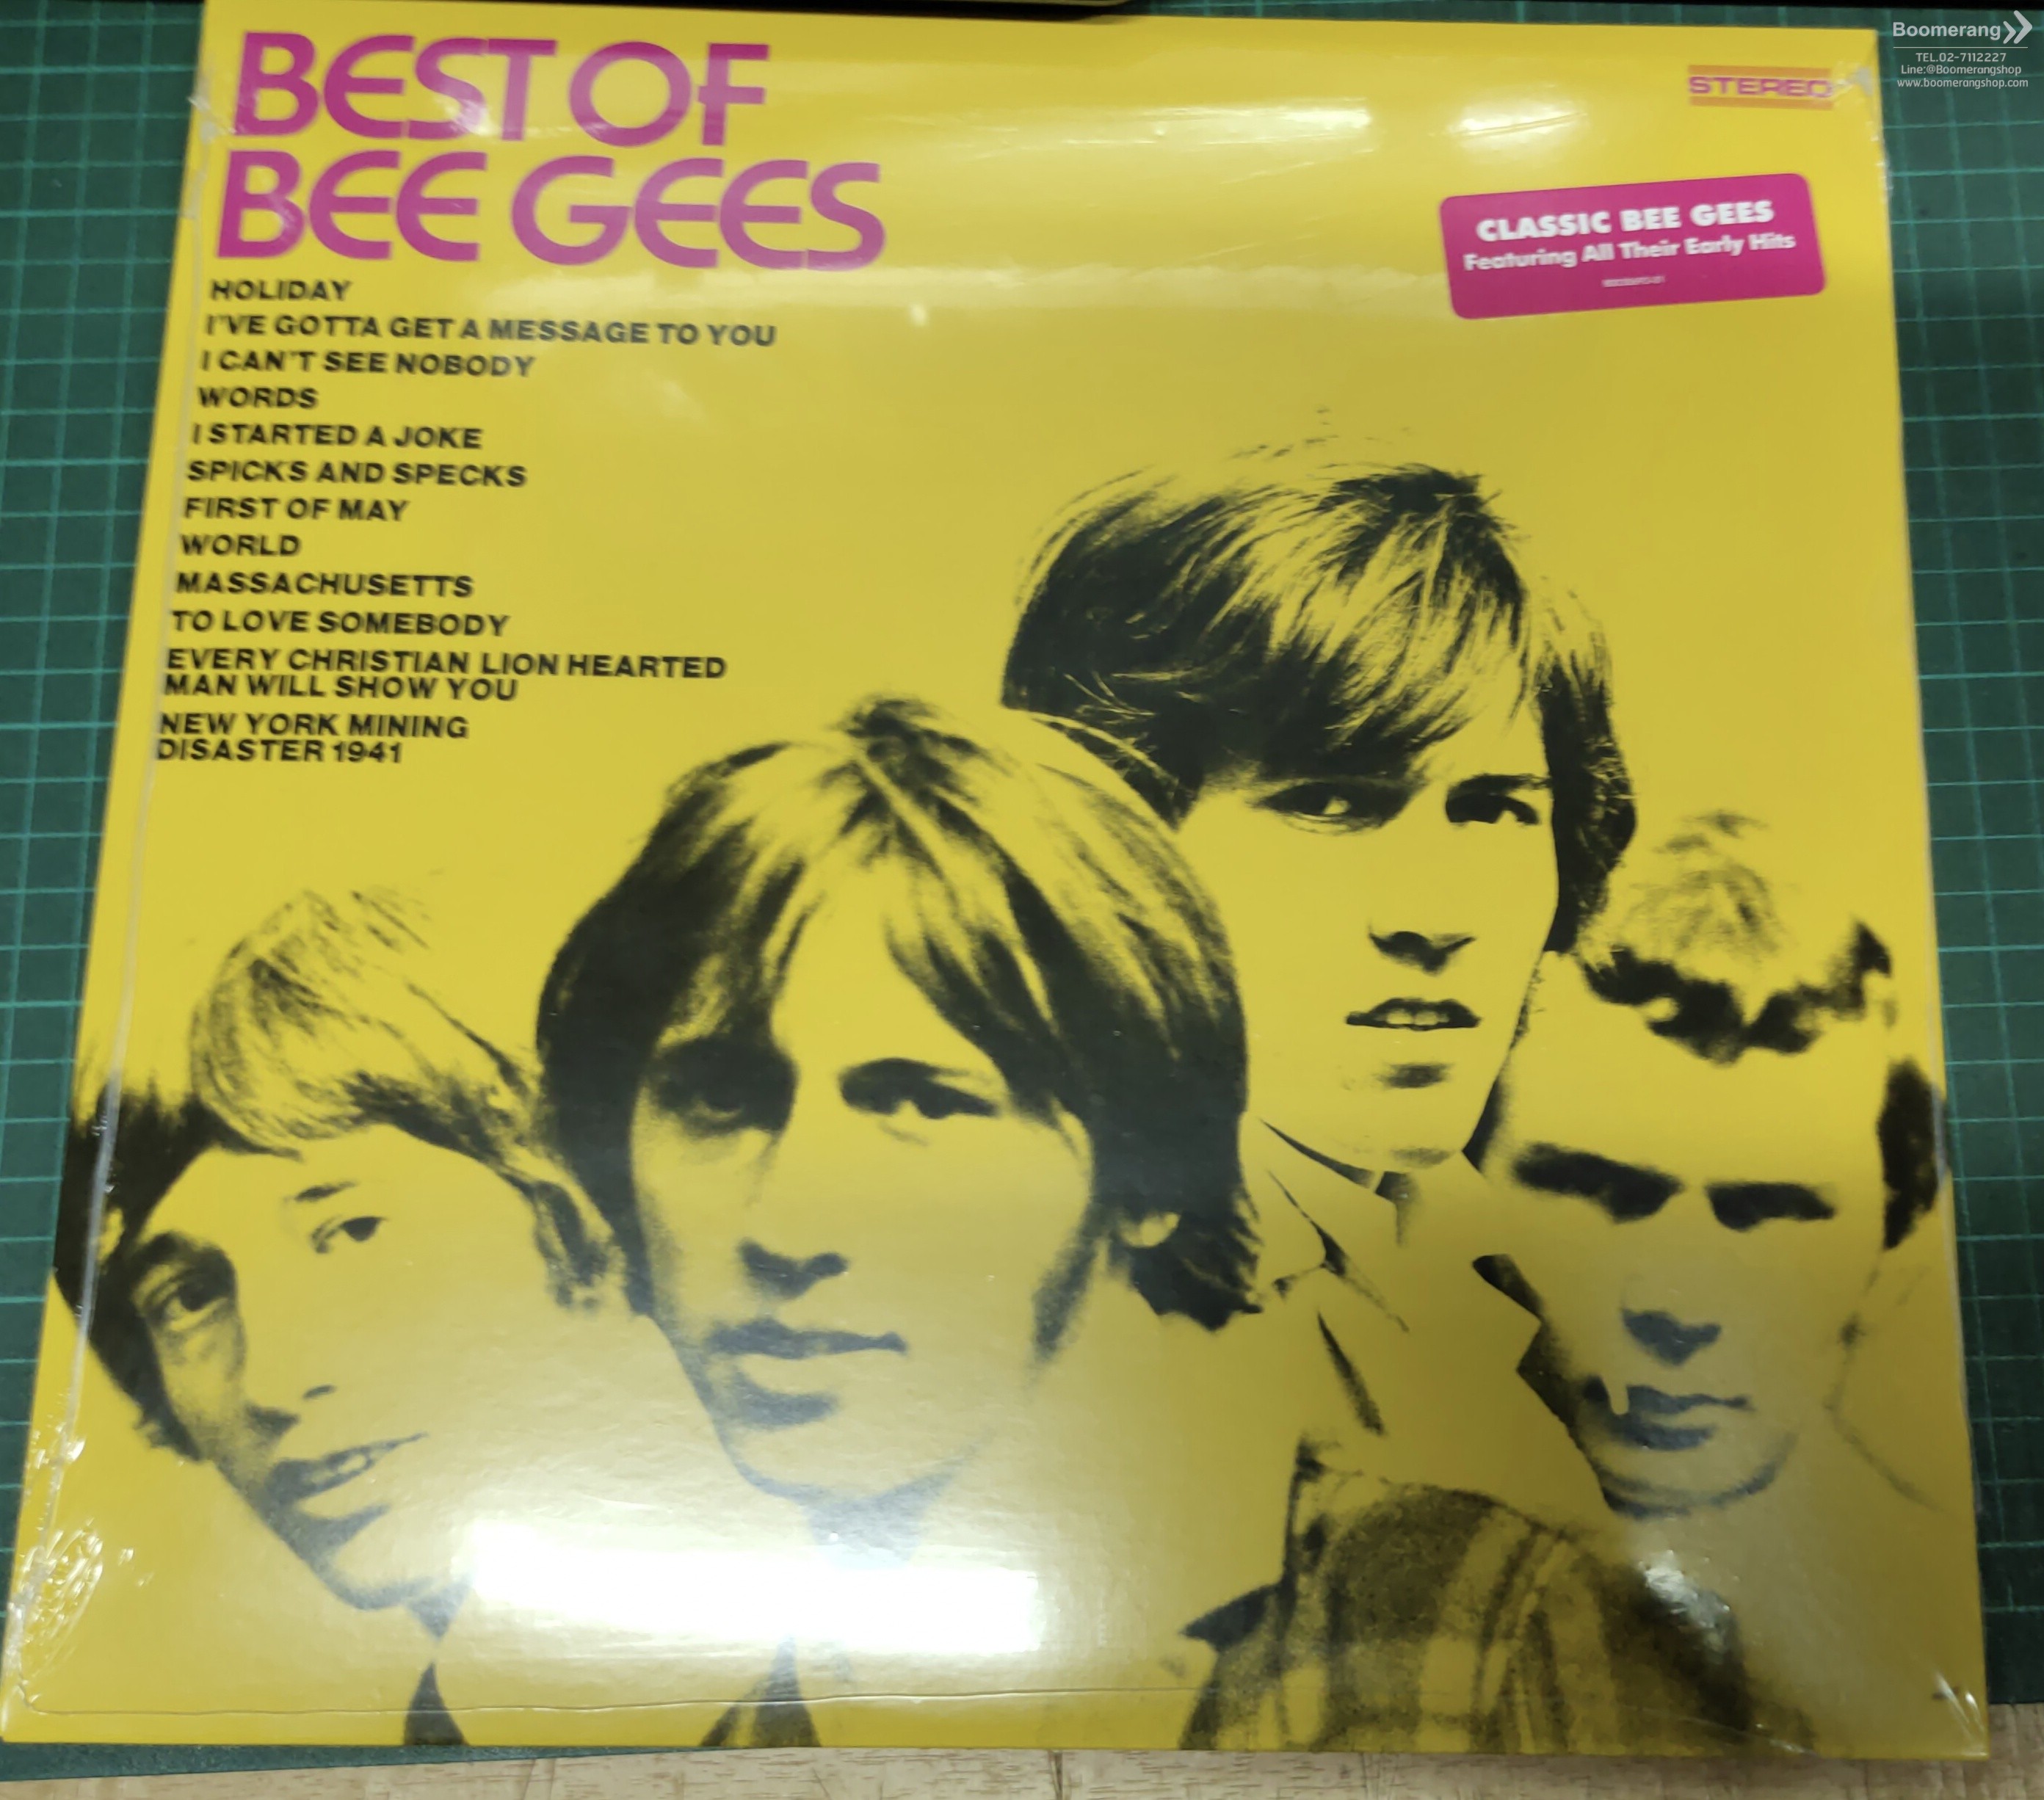 Boomerang
TEL.02-7112227
Line:@Boomerangshop
www.boomerangshop.com
BEST OF
BEE GEES
STEREO
CLASSIC BEE GEES
Featuring All Their Early Hits
HOLIDAY
I'VE GOTTA GET A MESSAGE TO YOU
I CAN'T SEE NOBODY
WORDS
I STARTED A JOKE
SPICKS AND SPECKS
FIRST OF MAY
WORLD
MASSACHUSETTS
TO LOVE SOMEBODY
EVERY CHRISTIAN LION HEARTED
MAN WILL SHOW YOU
NEW YORK MINING
DISASTER 1941